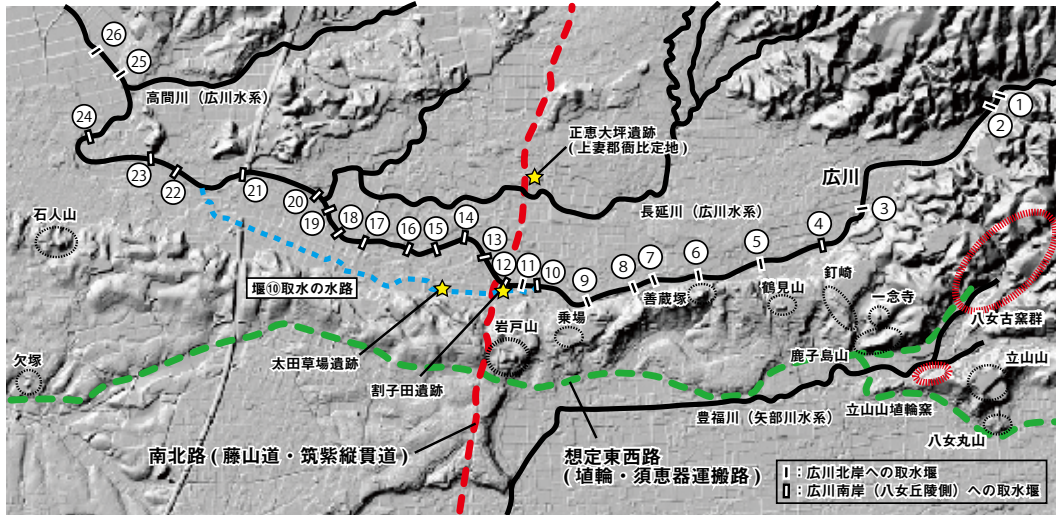 26
25
24
23
22
21
20
19
18
17
16
15
14
13
12
11
10
9
8
7
6
5
4
3
2
1
高間川（広川水系）
正恵大坪遺跡
（上妻郡衙比定地）
広川
長延川（広川水系）
石人山
堰⑩取水の水路
善蔵塚
鶴見山
釘崎
一念寺
八女古窯群
乗場
岩戸山
太田草場遺跡
割子田遺跡
欠塚
鹿子島山
立山山
豊福川（矢部川水系）
立山山埴輪窯
八女丸山
南北路（藤山道・筑紫縦貫道）
想定東西路
（埴輪・須恵器運搬路）
：広川北岸への取水堰
：広川南岸（八女丘陵側）への取水堰